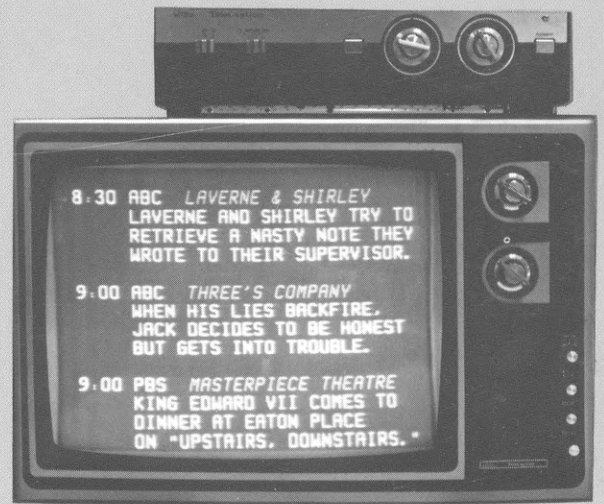 8:30 ABC LAVERNE & SHIRLEY
LAVERNE AND SHIRLEY TRY TO
RETRIEVE A NASTY NOTE THEY
WROTE TO THEIR SUPERVISOR.
9:00 ABC THREE'S COMPANY
WHEN HIS LIES BACKFIRE,
JACK DECIDES TO BE HONEST
BUT GETS INTO TROUBLE.
9:00 PBS MASTERPIECE THEATRE
KING EDWARD VII COMES TO
DINNER AT EATON PLACE
ON "UPSTAIRS, DOWNSTAIRS."